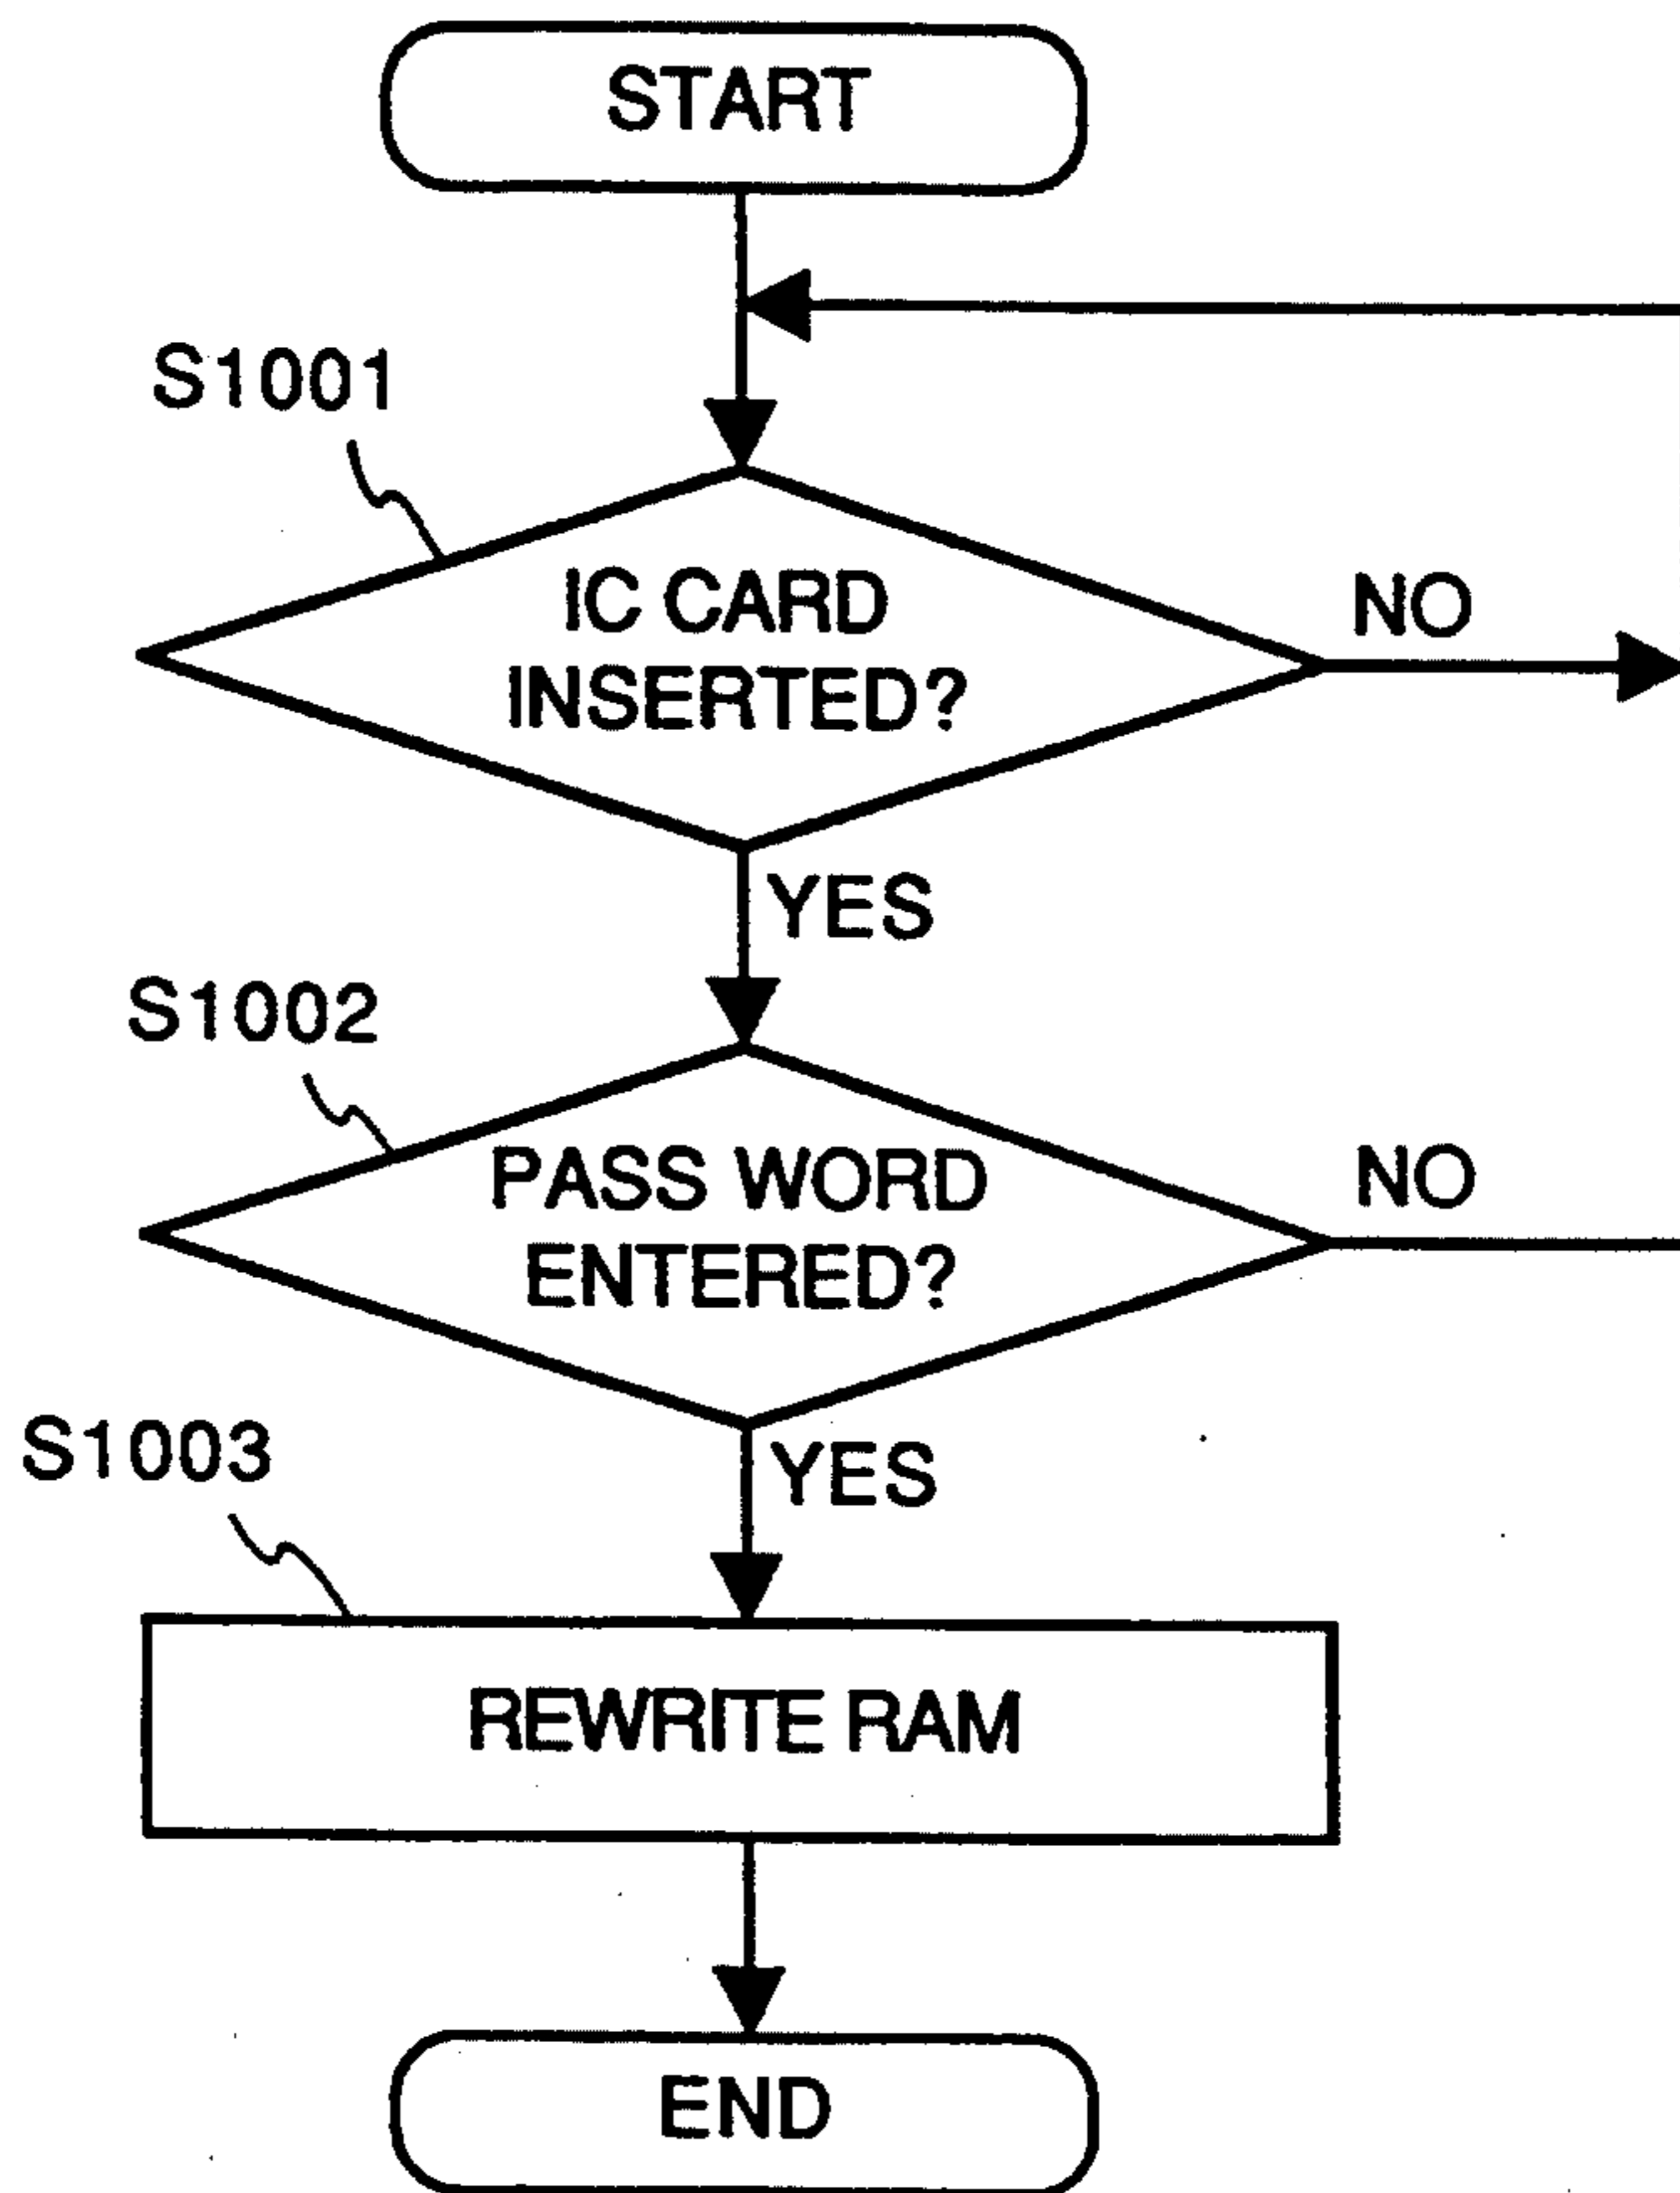 START
S1001
IC CARD
INSERTED?
NO
YES
S1002
PASS WORD
ENTERED?
NO
YES
S1003
REWRITE RAM
END